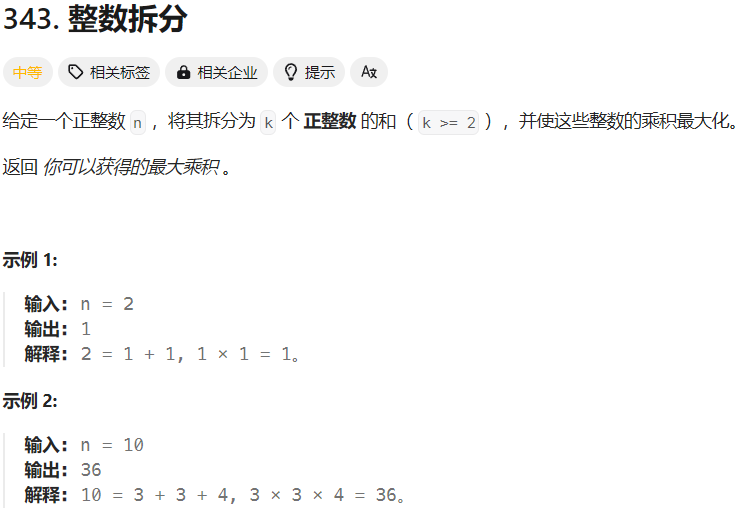 343. 整数拆分
中等 相关标签 相关企业 提示 A文
给定一个正整数 n ，将其拆分为 k 个 正整数 的和（ k >= 2 ），并使这些整数的乘积最大化。
返回 你可以获得的最大乘积 。
示例 1:
输入: n = 2
输出: 1
解释: 2 = 1 + 1, 1 × 1 = 1。
示例 2:
输入: n = 10
输出: 36
解释: 10 = 3 + 3 + 4, 3 × 3 × 4 = 36。